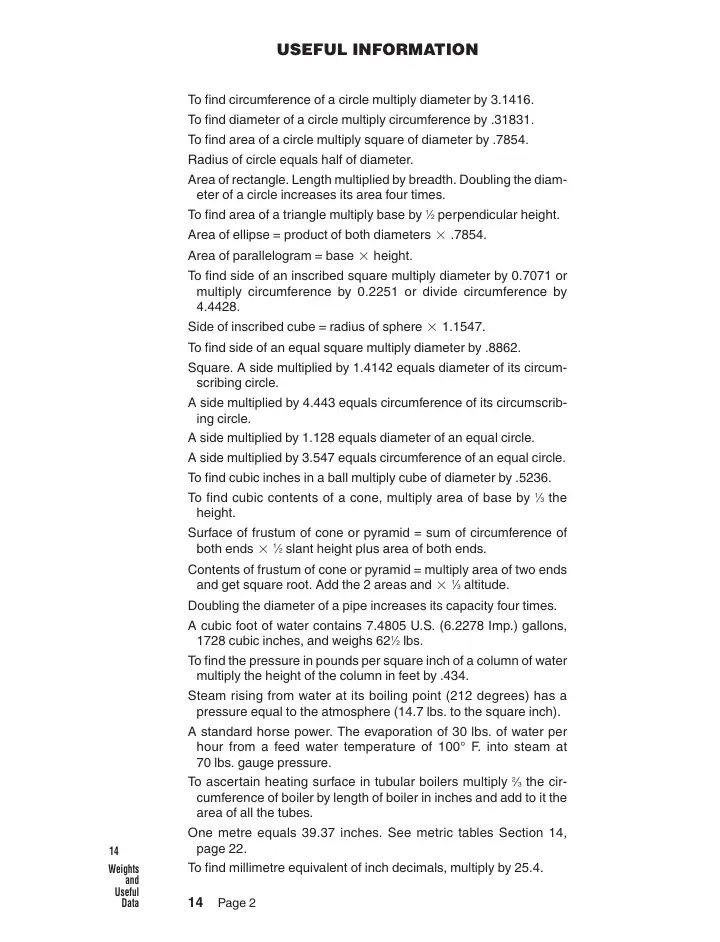 USEFUL INFORMATION
To find circumference of a circle multiply diameter by 3.1416.
To find diameter of a circle multiply circumference by .31831.
To find area of a circle multiply square of diameter by .7854.
Radius of circle equals half of diameter.
Area of rectangle. Length multiplied by breadth. Doubling the diam-
eter of a circle increases its area four times.
To find area of a triangle multiply base by ½ perpendicular height.
Area of ellipse = product of both diameters × .7854.
Area of parallelogram = base × height.
To find side of an inscribed square multiply diameter by 0.7071 or
multiply circumference by 0.2251 or divide circumference by
4.4428.
Side of inscribed cube = radius of sphere × 1.1547.
To find side of an equal square multiply diameter by .8862.
Square. A side multiplied by 1.4142 equals diameter of its circum-
scribing circle.
A side multiplied by 4.443 equals circumference of its circumscrib-
ing circle.
A side multiplied by 1.128 equals diameter of an equal circle.
A side multiplied by 3.547 equals circumference of an equal circle.
To find cubic inches in a ball multiply cube of diameter by .5236.
To find cubic contents of a cone, multiply area of base by ⅓ the
height.
Surface of frustum of cone or pyramid = sum of circumference of
both ends × ½ slant height plus area of both ends.
Contents of frustum of cone or pyramid = multiply area of two ends
and get square root. Add the 2 areas and × ⅓ altitude.
Doubling the diameter of a pipe increases its capacity four times.
A cubic foot of water contains 7.4805 U.S. (6.2278 Imp.) gallons,
1728 cubic inches, and weighs 62½ lbs.
To find the pressure in pounds per square inch of a column of water
multiply the height of the column in feet by .434.
Steam rising from water at its boiling point (212 degrees) has a
pressure equal to the atmosphere (14.7 lbs. to the square inch).
A standard horse power. The evaporation of 30 lbs. of water per
hour from a feed water temperature of 100° F. into steam at
70 lbs. gauge pressure.
To ascertain heating surface in tubular boilers multiply ⅔ the cir-
cumference of boiler by length of boiler in inches and add to it the
area of all the tubes.
One metre equals 39.37 inches. See metric tables Section 14,
page 22.
To find millimetre equivalent of inch decimals, multiply by 25.4.
14
Weights
and
Useful
Data
14 Page 2